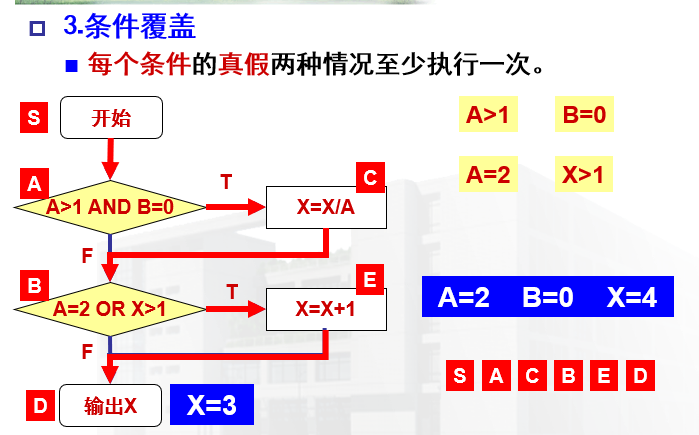 3.条件覆盖
每个条件的真假两种情况至少执行一次。
S
开始
A>1
B=0
A
T
C
A=2
X>1
A>1 AND B=0
X=X/A
F
B
T
E
A=2 OR X>1
X=X+1
A=2 B=0 X=4
F
S A C B E D
D
输出X
X=3